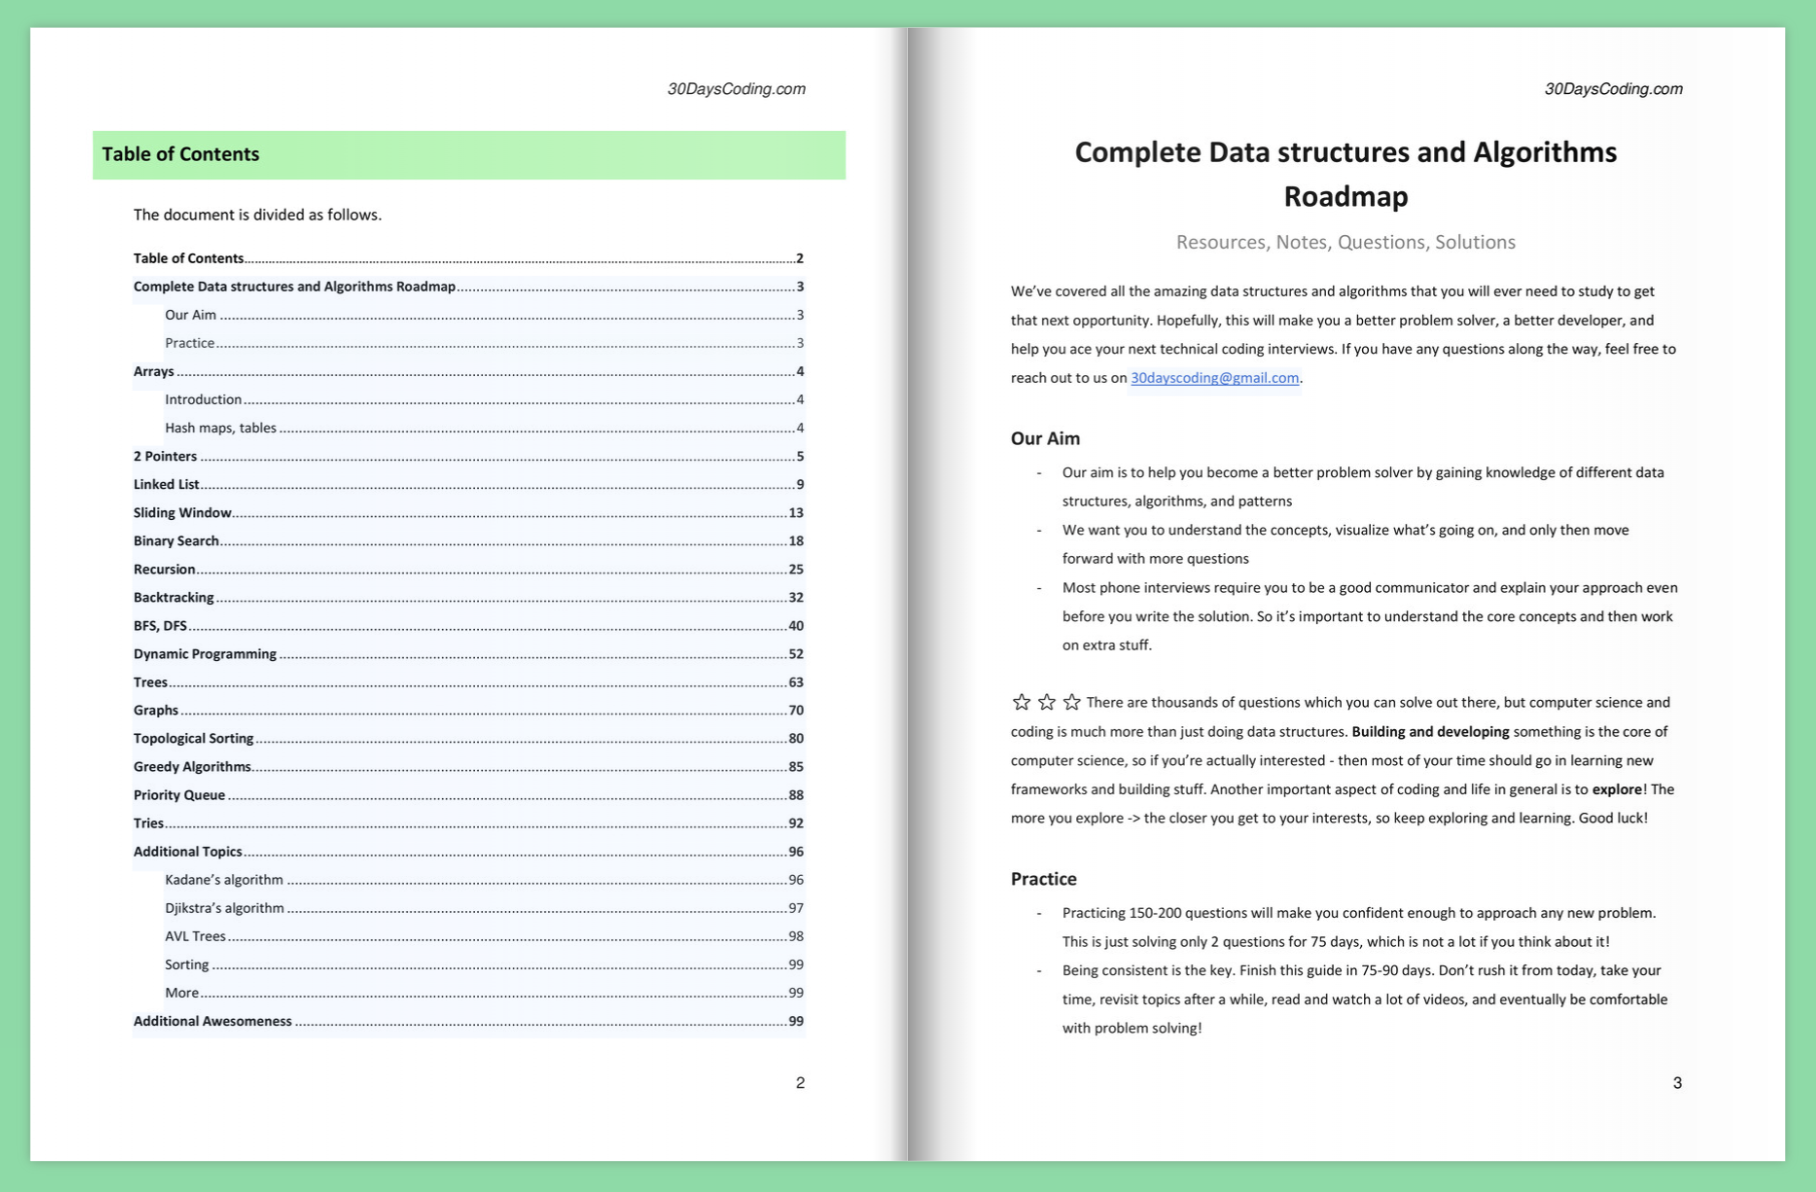 30DaysCoding.com
Table of Contents
The document is divided as follows.
Table of Contents 2
Complete Data structures and Algorithms Roadmap 3
Our Aim 3
Practice 3
Arrays 4
Introduction 4
Hash maps, tables 4
2 Pointers 5
Linked List 9
Sliding Window 13
Binary Search 18
Recursion 25
Backtracking 32
BFS, DFS 40
Dynamic Programming 52
Trees 63
Graphs 70
Topological Sorting 80
Greedy Algorithms 85
Priority Queue 88
Tries 92
Additional Topics 96
Kadane’s algorithm 96
Djikstra’s algorithm 97
AVL Trees 98
Sorting 99
More 99
Additional Awesomeness 99
2
30DaysCoding.com
Complete Data structures and Algorithms
Roadmap
Resources, Notes, Questions, Solutions
We’ve covered all the amazing data structures and algorithms that you will ever need to study to get
that next opportunity. Hopefully, this will make you a better problem solver, a better developer, and
help you ace your next technical coding interviews. If you have any questions along the way, feel free to
reach out to us on 30dayscoding@gmail.com.
Our Aim
- Our aim is to help you become a better problem solver by gaining knowledge of different data
structures, algorithms, and patterns
- We want you to understand the concepts, visualize what’s going on, and only then move
forward with more questions
- Most phone interviews require you to be a good communicator and explain your approach even
before you write the solution. So it’s important to understand the core concepts and then work
on extra stuff.
☆ ☆ ☆ There are thousands of questions which you can solve out there, but computer science and
coding is much more than just doing data structures. Building and developing something is the core of
computer science, so if you’re actually interested - then most of your time should go in learning new
frameworks and building stuff. Another important aspect of coding and life in general is to explore! The
more you explore -> the closer you get to your interests, so keep exploring and learning. Good luck!
Practice
- Practicing 150-200 questions will make you confident enough to approach any new problem.
This is just solving only 2 questions for 75 days, which is not a lot if you think about it!
- Being consistent is the key. Finish this guide in 75-90 days. Don’t rush it from today, take your
time, revisit topics after a while, read and watch a lot of videos, and eventually be comfortable
with problem solving!
3